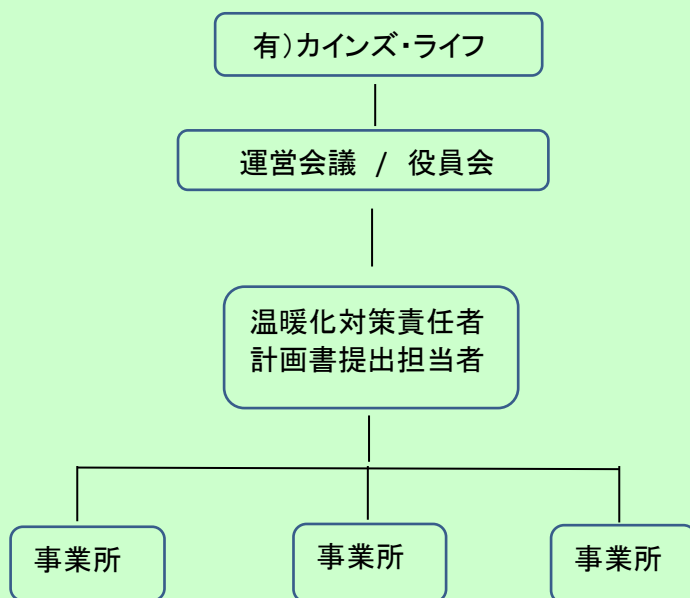 有）カインズ・ライフ
運営会議 / 役員会
温暖化対策責任者
計画書提出担当者
事業所
事業所
事業所